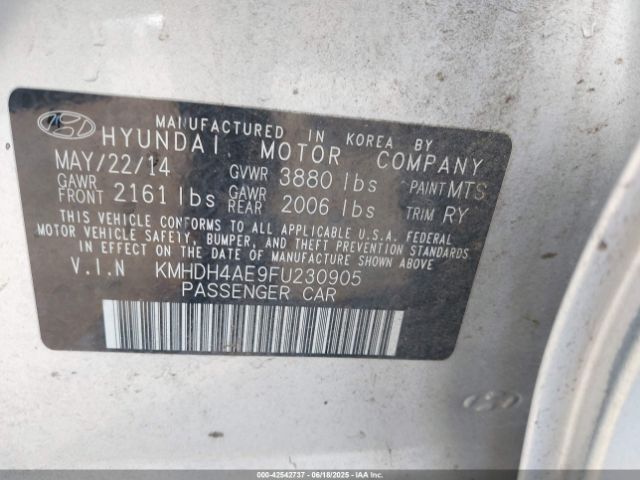 MANUFACTURED IN KOREA BY
HYUNDAI MOTOR COMPANY
MAY/22/14 GVWR 3880 lbs PAINT MTS
GAWR FRONT 2161 lbs GAWR REAR 2006 lbs TRIM RY
THIS VEHICLE CONFORMS TO ALL APPLICABLE U.S.A. FEDERAL
MOTOR VEHICLE SAFETY, BUMPER, AND THEFT PREVENTION STANDARDS
IN EFFECT ON THE DATE OF MANUFACTURE SHOWN ABOVE
V.I.N KMHDH4AE9FU230905
PASSENGER CAR
000-42542737 - 06/18/2025 - COPYRIGHT IAA, LLC.